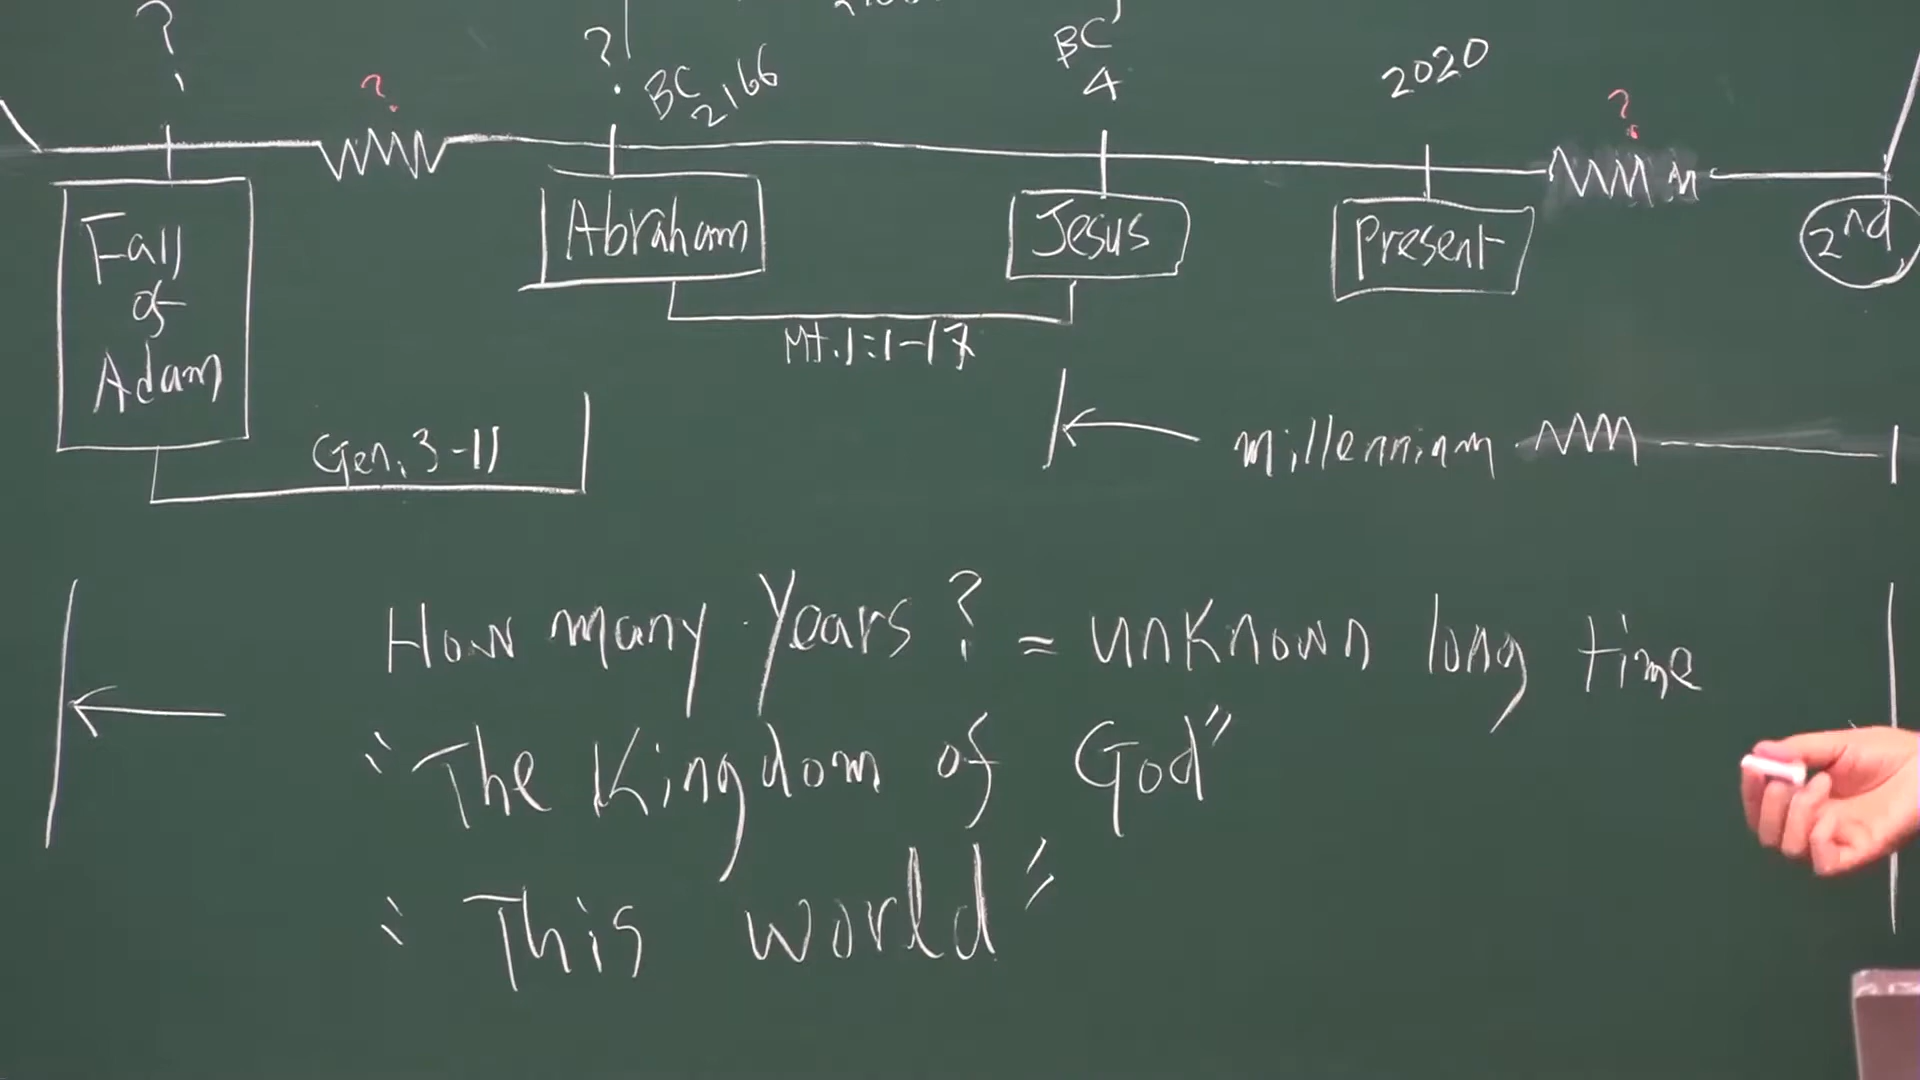 ? ? BC 4 2020
? BC 2166 ?
Fall
of
Adam
Abraham
Jesus
Present
2nd
Mt. 1:1-17
Gen. 3-11
millennium
How many years? = unknown long time
"The Kingdom of God"
"This world"